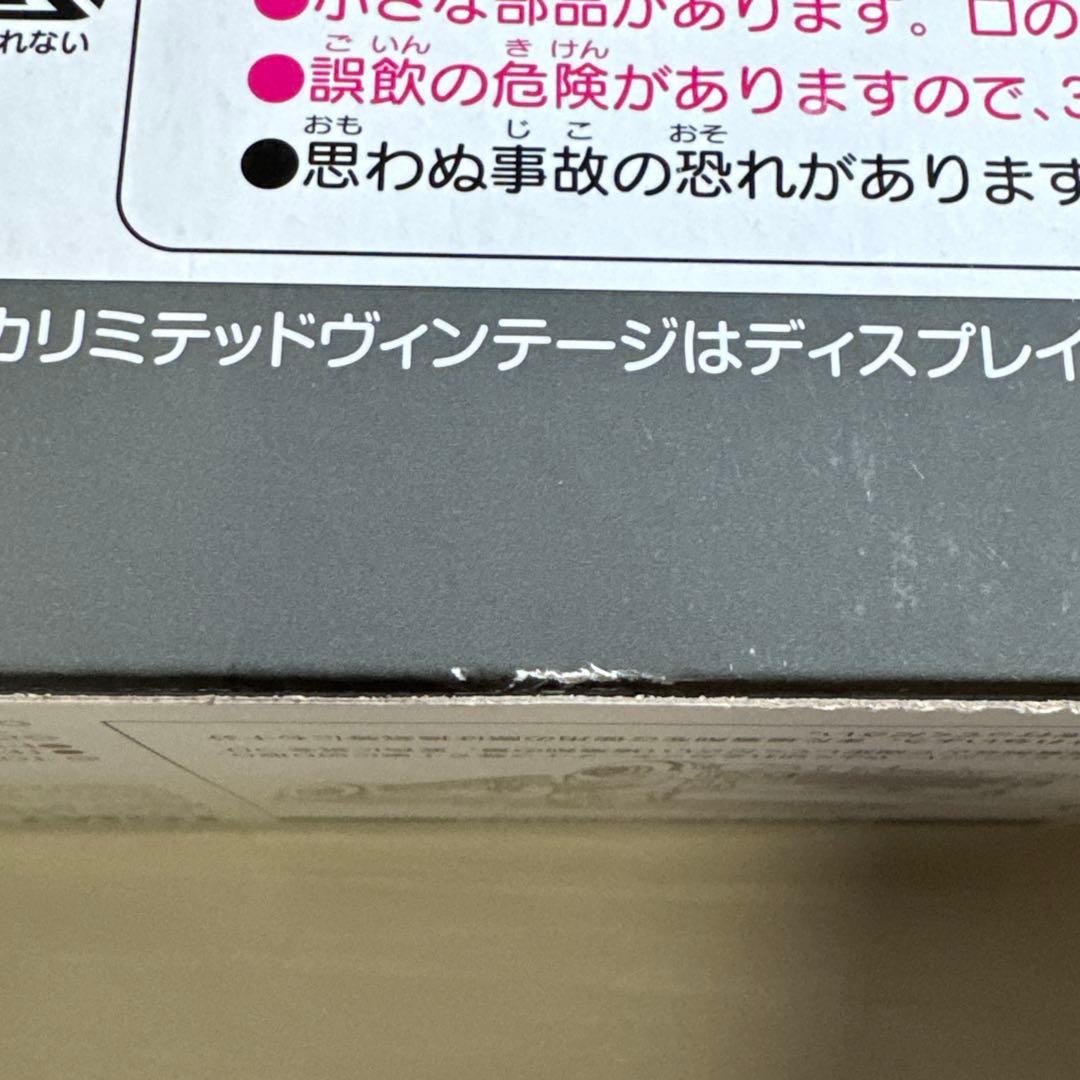 れない
●小さな部品があります。口の
ごいん きけん
●誤飲の危険がありますので、3
おも じこ おそ
●思わぬ事故の恐れがあります
カリミテッドヴィンテージはディスプレイ